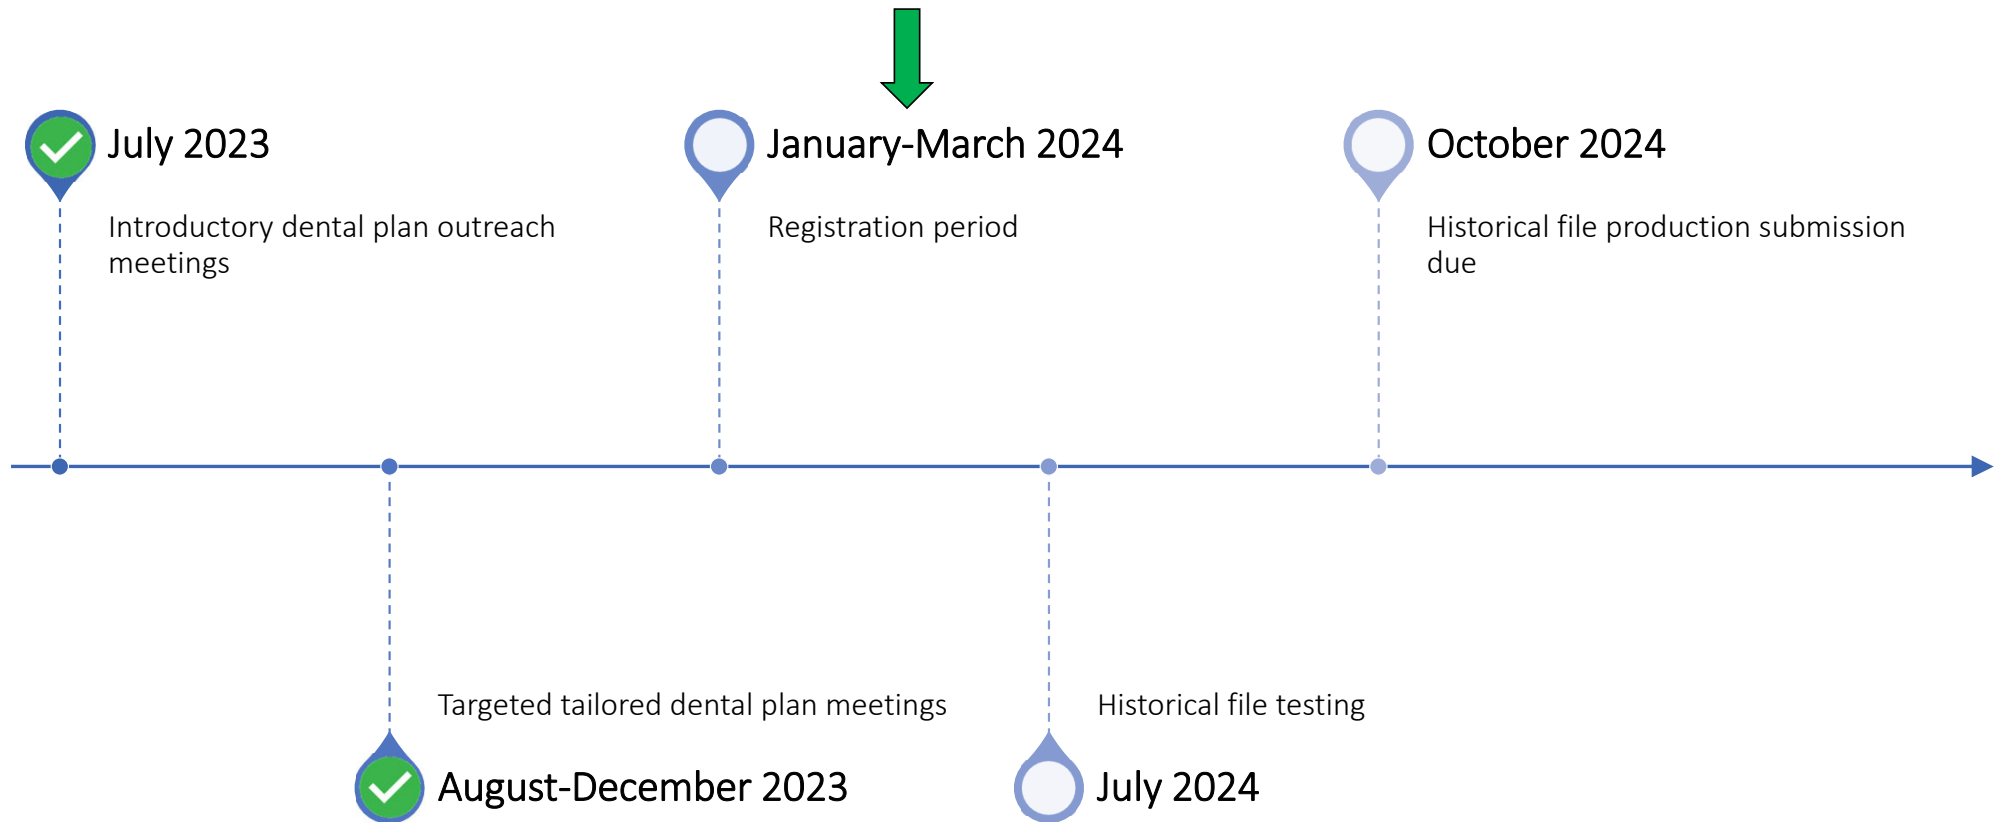 July 2023
Introductory dental plan outreach
meetings
January-March 2024
Registration period
October 2024
Historical file production submission
due
Targeted tailored dental plan meetings
August-December 2023
Historical file testing
July 2024